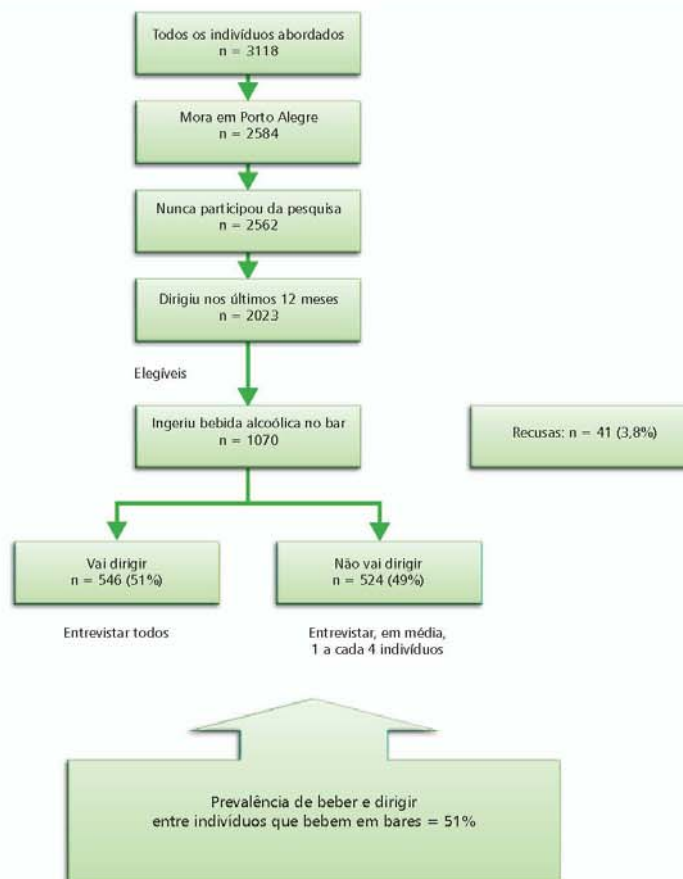 Todos os indivíduos abordados
n = 3118
Mora em Porto Alegre
n = 2584
Nunca participou da pesquisa
n = 2562
Dirigiu nos últimos 12 meses
n = 2023
Elegíveis
Ingeriu bebida alcoólica no bar
n = 1070
Recusas: n = 41 (3,8%)
Vai dirigir
n = 546 (51%)
Não vai dirigir
n = 524 (49%)
Entrevistar todos
Entrevistar, em média,
1 a cada 4 indivíduos
Prevalência de beber e dirigir
entre indivíduos que bebem em bares = 51%